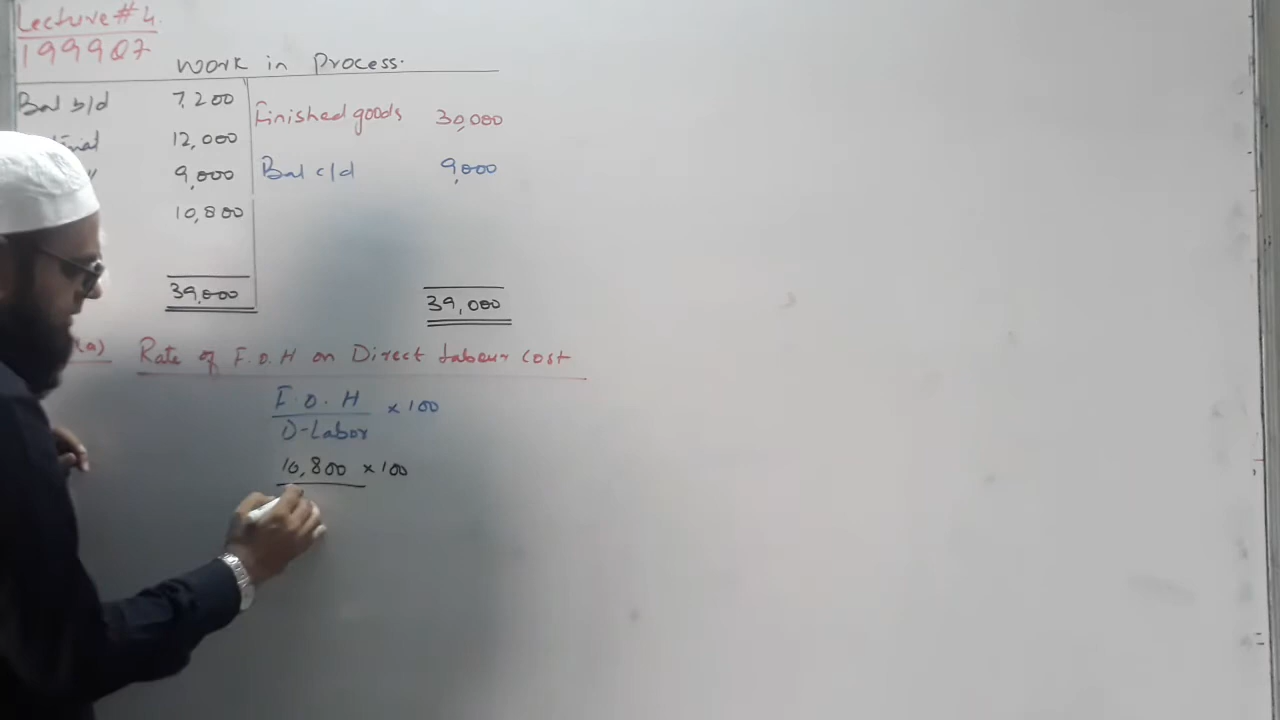 Lecture # 4.
199907
Work in Process.
Bal b/d 7,200 Finished goods 30,000
12,000
9,000 Bal c/d 9,000
10,800
39,000 39,000
(a) Rate of F.O.H on Direct Labour Cost
F.O.H × 100
D-Labor
10,800 × 100